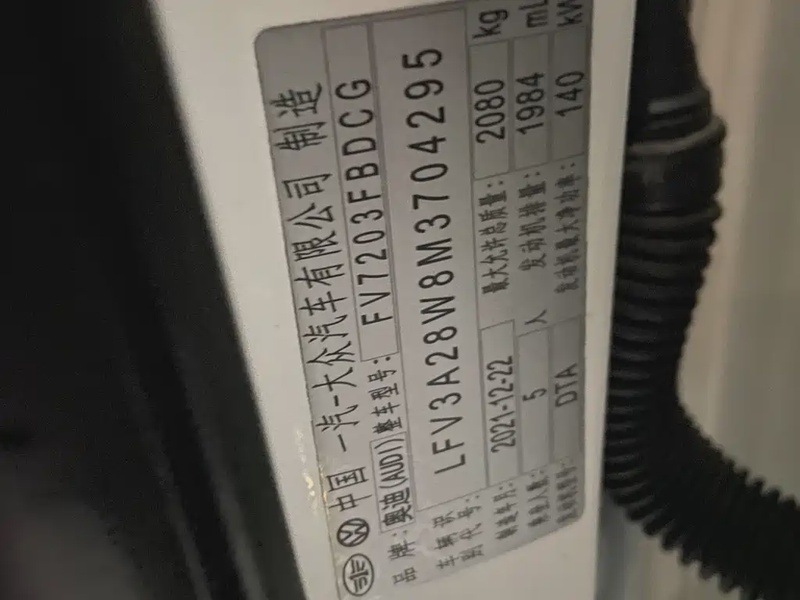 中国 一汽-大众汽车有限公司 制造
品牌: 奥迪(AUDI) 整车型号: FV7203FBDCG
车辆识别代号: LFV3A28W8M3704295
制造年月: 2021-12-22 最大允许总质量: 2080 kg
乘坐人数: 5 人 发动机排量: 1984 mL
发动机型号: DTA 发动机最大净功率: 140 kW